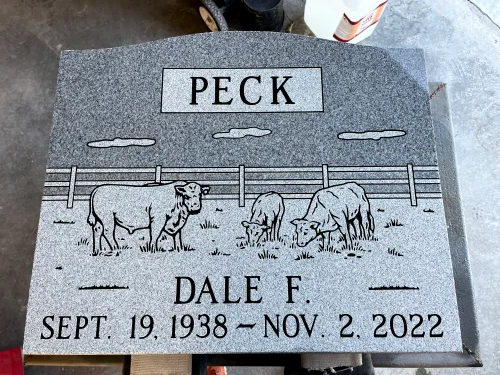 PECK
DALE F.
SEPT. 19, 1938 – NOV. 2, 2022